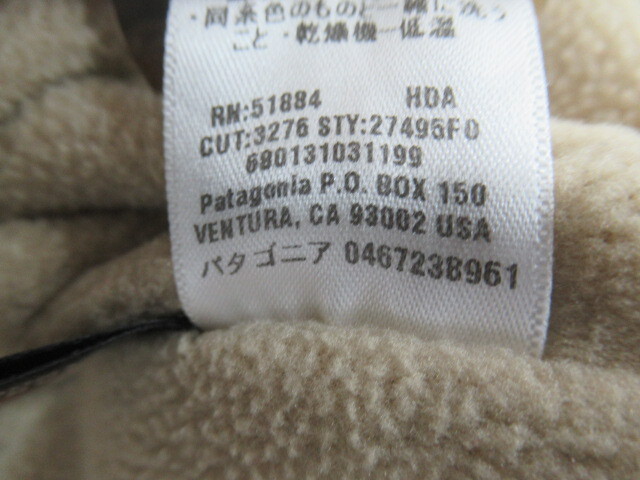 ・同系色のものと一緒に洗う
こと・乾燥機−低温
RN:51884 HDA
CUT:3276 STY:27495F0
680131031199
Patagonia P.O. BOX 150
VENTURA, CA 93002 USA
パタゴニア 0467238961